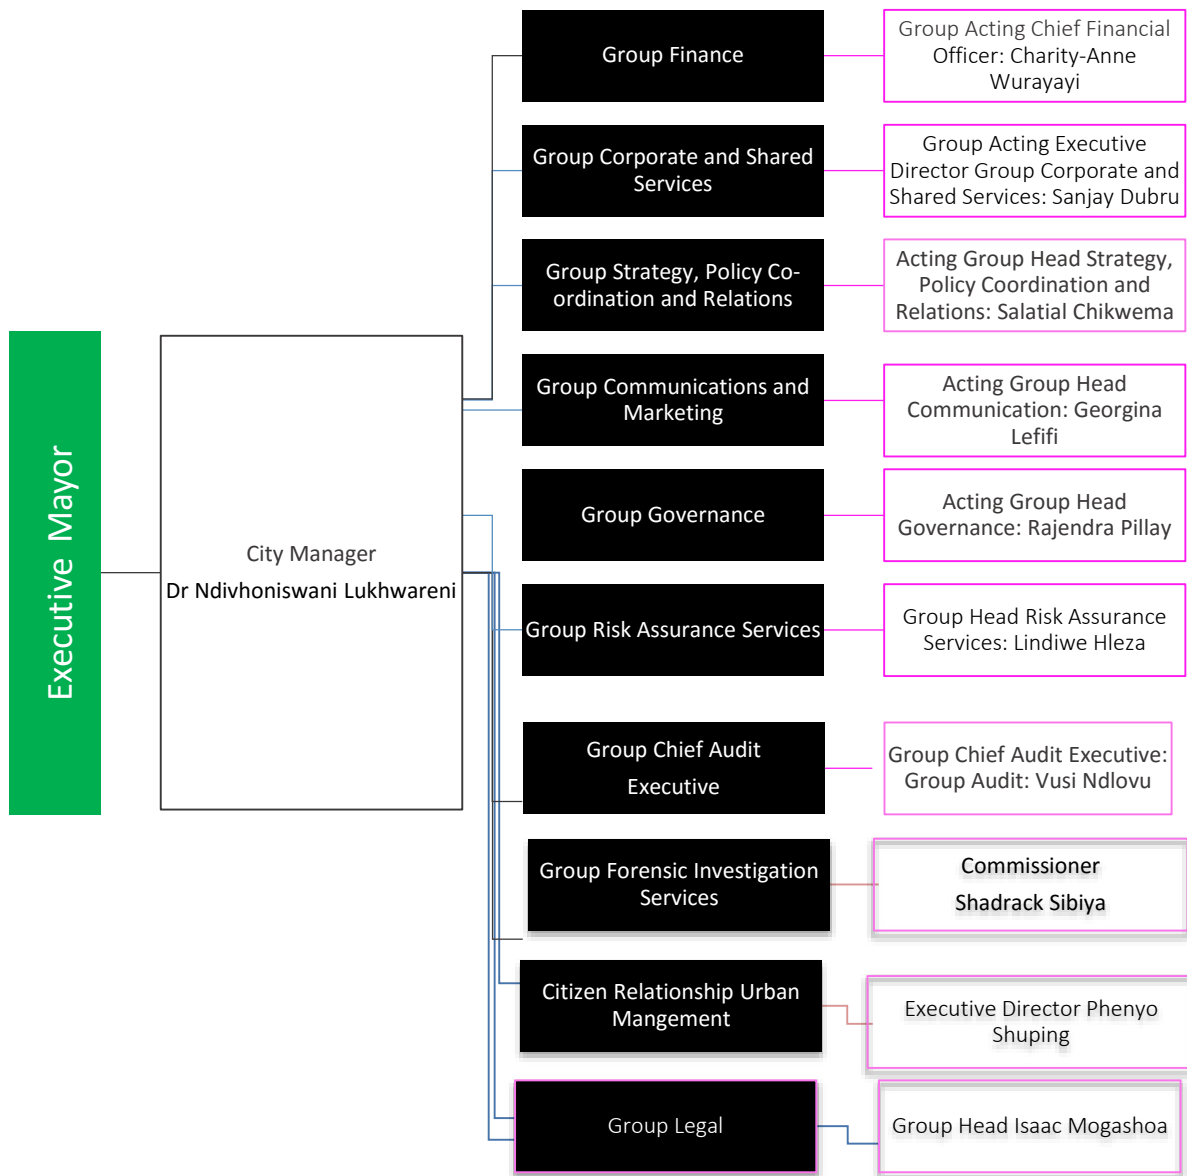 Executive Mayor
City Manager
Dr Ndivhoniswani Lukhwareni
Group Finance
Group Acting Chief Financial
Officer: Charity-Anne
Wurayayi
Group Corporate and Shared
Services
Group Acting Executive
Director Group Corporate and
Shared Services: Sanjay Dubru
Group Strategy, Policy Co-
ordination and Relations
Acting Group Head Strategy,
Policy Coordination and
Relations: Salatial Chikwema
Group Communications and
Marketing
Acting Group Head
Communication: Georgina
Lefifi
Group Governance
Acting Group Head
Governance: Rajendra Pillay
Group Risk Assurance Services
Group Head Risk Assurance
Services: Lindiwe Hleza
Group Chief Audit
Executive
Group Chief Audit Executive:
Group Audit: Vusi Ndlovu
Group Forensic Investigation
Services
Commissioner
Shadrack Sibiya
Citizen Relationship Urban
Mangement
Executive Director Phenyo
Shuping
Group Legal
Group Head Isaac Mogashoa